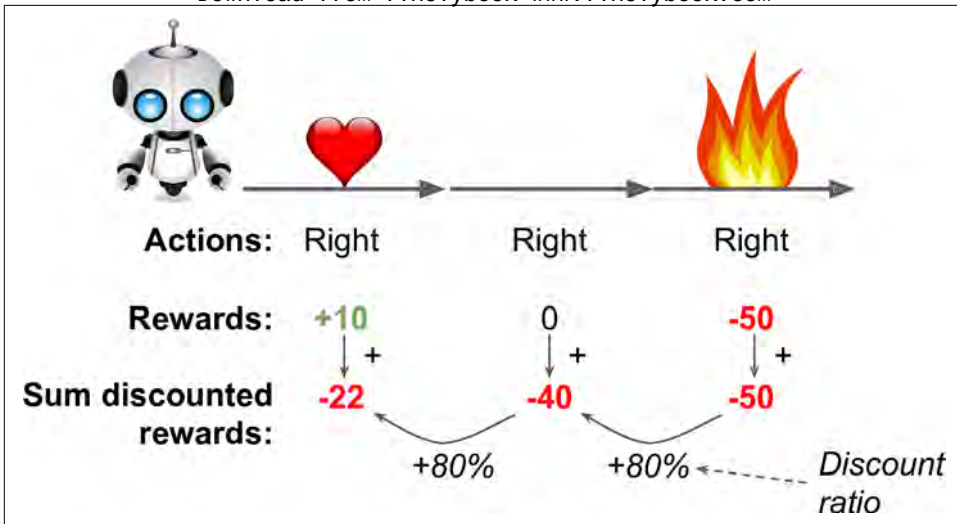 Actions: Right Right Right
Rewards: +10 0 -50
+ + +
Sum discounted -22 -40 -50
rewards:
+80% +80% Discount
ratio